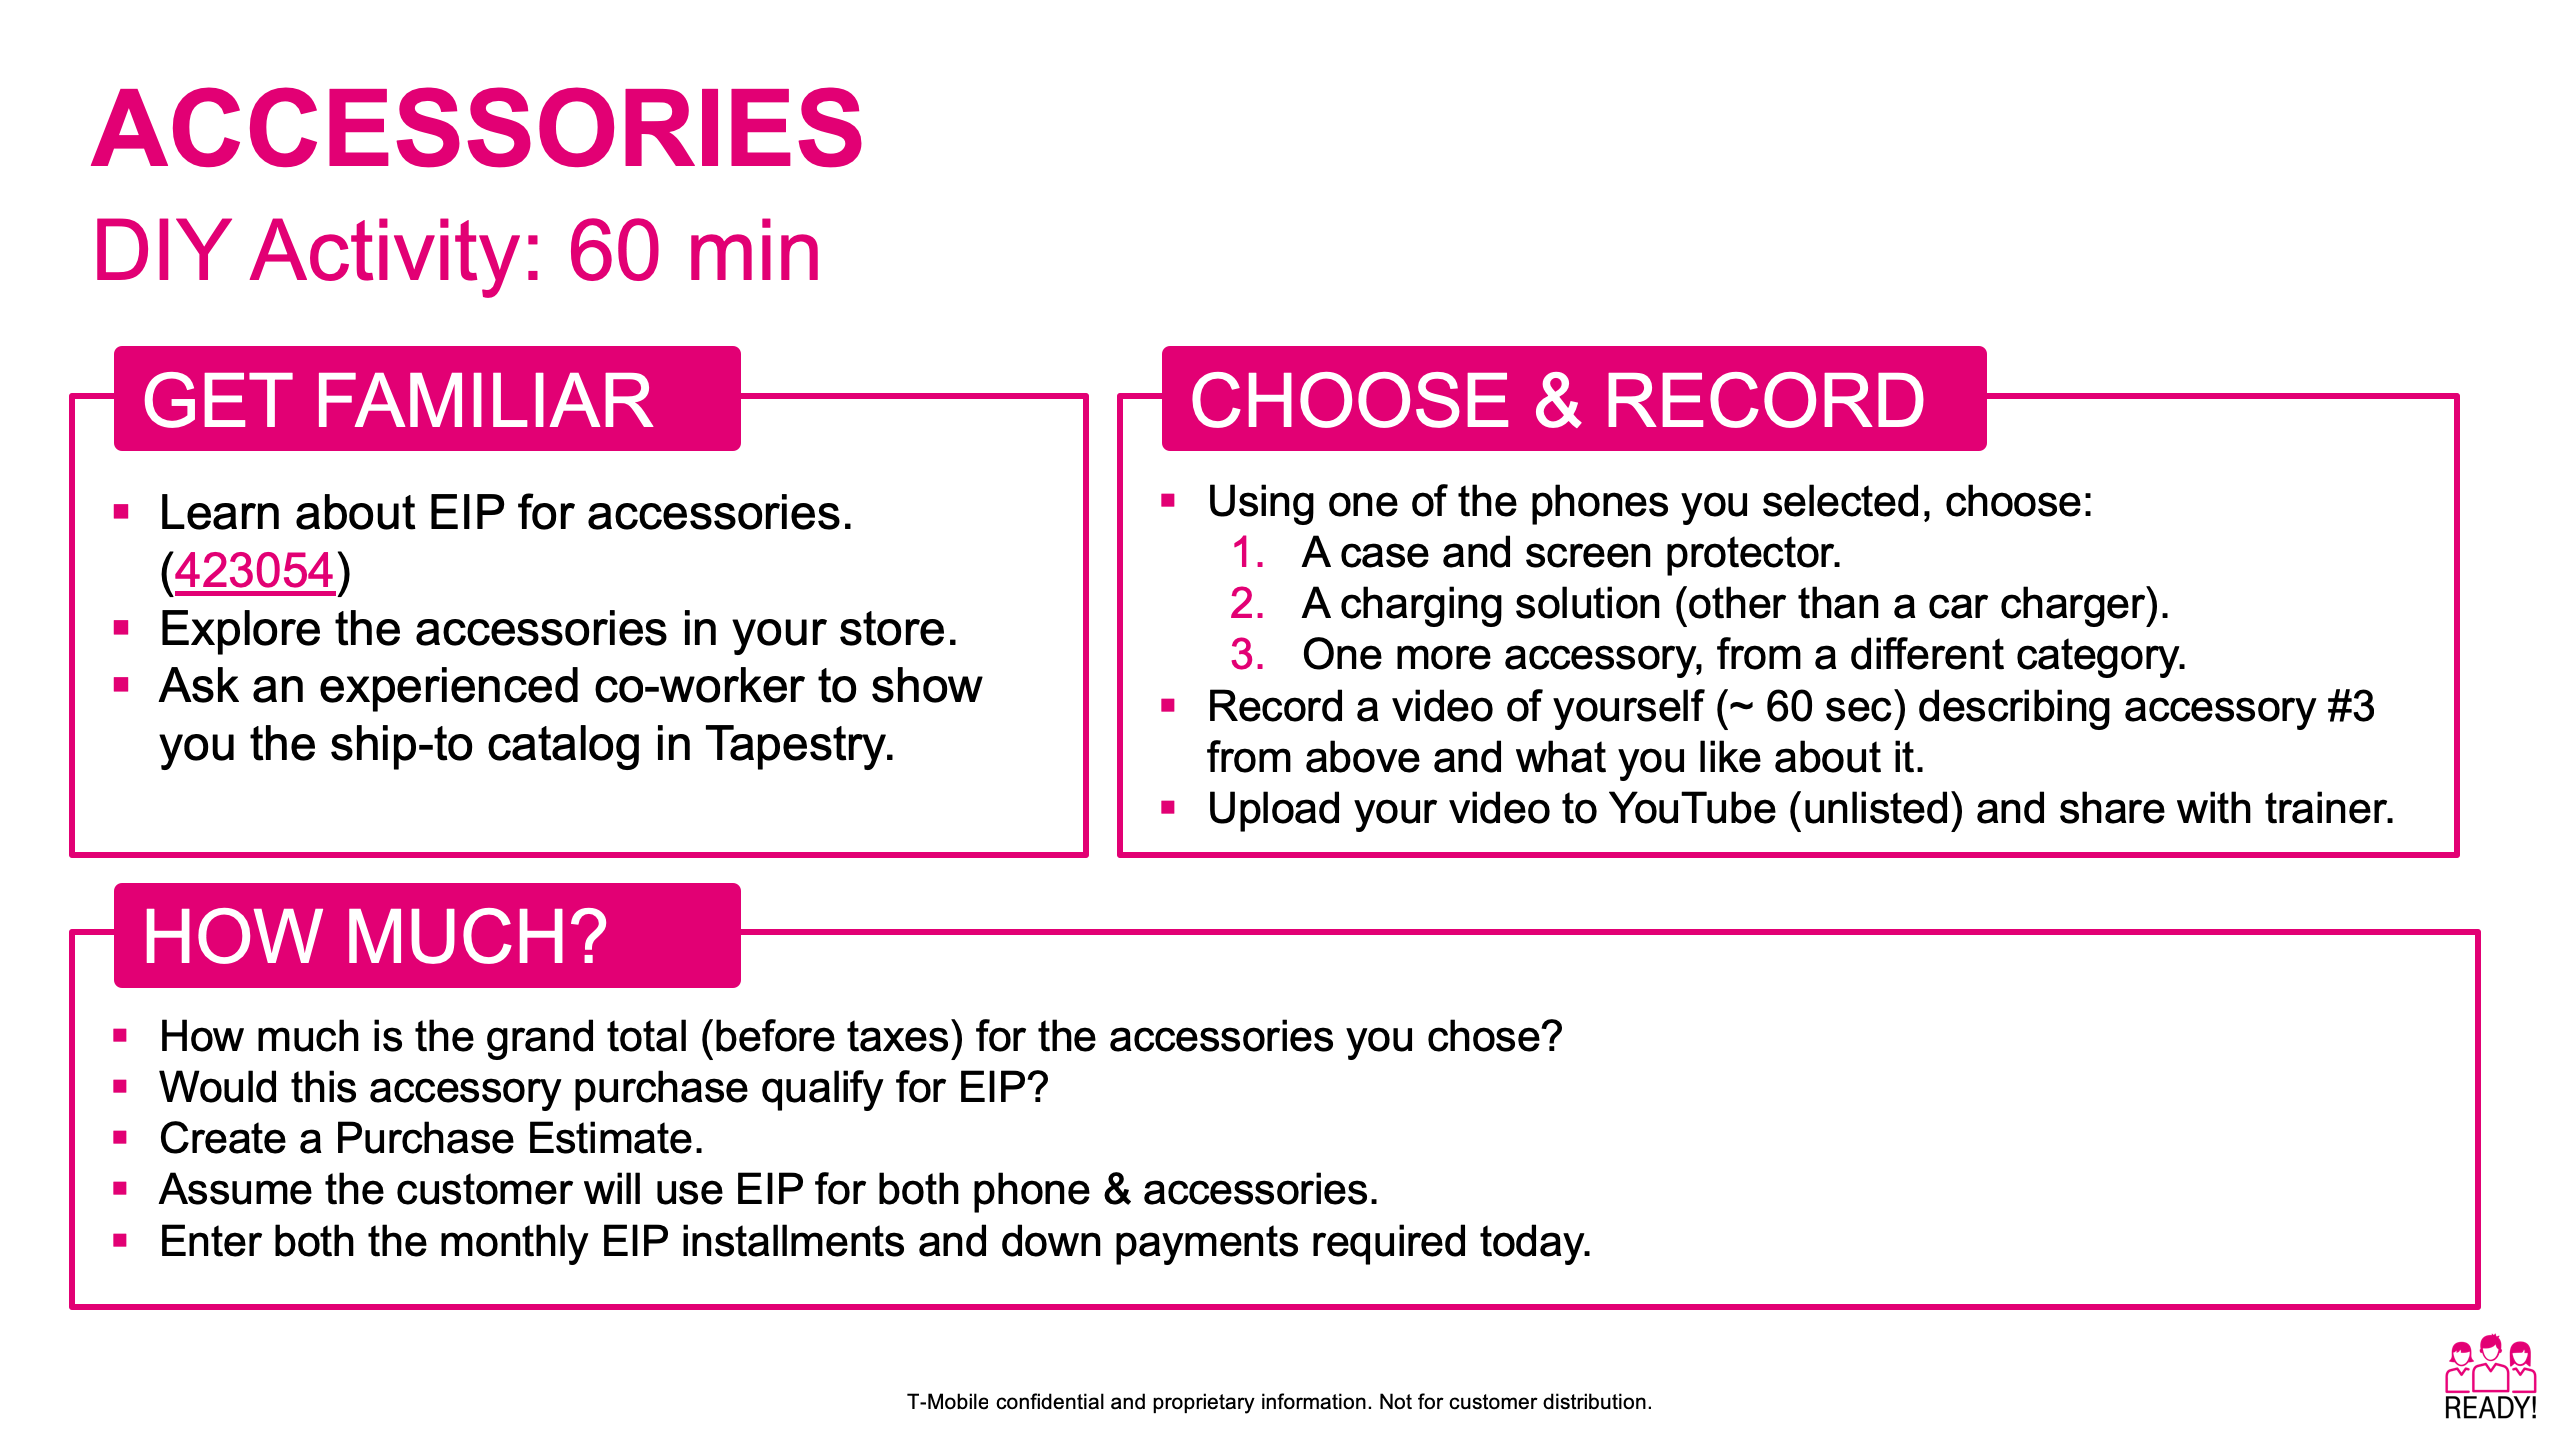 ACCESSORIES
DIY Activity: 60 min
GET FAMILIAR
▪ Learn about EIP for accessories.
(423054)
▪ Explore the accessories in your store.
▪ Ask an experienced co-worker to show
you the ship-to catalog in Tapestry.
CHOOSE & RECORD
▪ Using one of the phones you selected, choose:
1. A case and screen protector.
2. A charging solution (other than a car charger).
3. One more accessory, from a different category.
▪ Record a video of yourself (~ 60 sec) describing accessory #3
from above and what you like about it.
▪ Upload your video to YouTube (unlisted) and share with trainer.
HOW MUCH?
▪ How much is the grand total (before taxes) for the accessories you chose?
▪ Would this accessory purchase qualify for EIP?
▪ Create a Purchase Estimate.
▪ Assume the customer will use EIP for both phone & accessories.
▪ Enter both the monthly EIP installments and down payments required today.
T-Mobile confidential and proprietary information. Not for customer distribution.
READY!